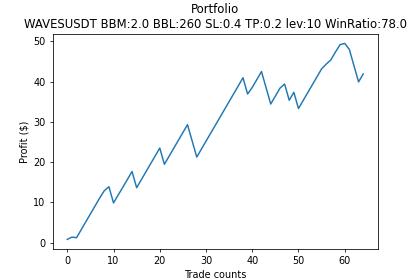 Portfolio
WAVESUSDT BBM:2.0 BBL:260 SL:0.4 TP:0.2 lev:10 WinRatio:78.0
50
40
30
20
10
0
Profit ($)
0 10 20 30 40 50 60
Trade counts